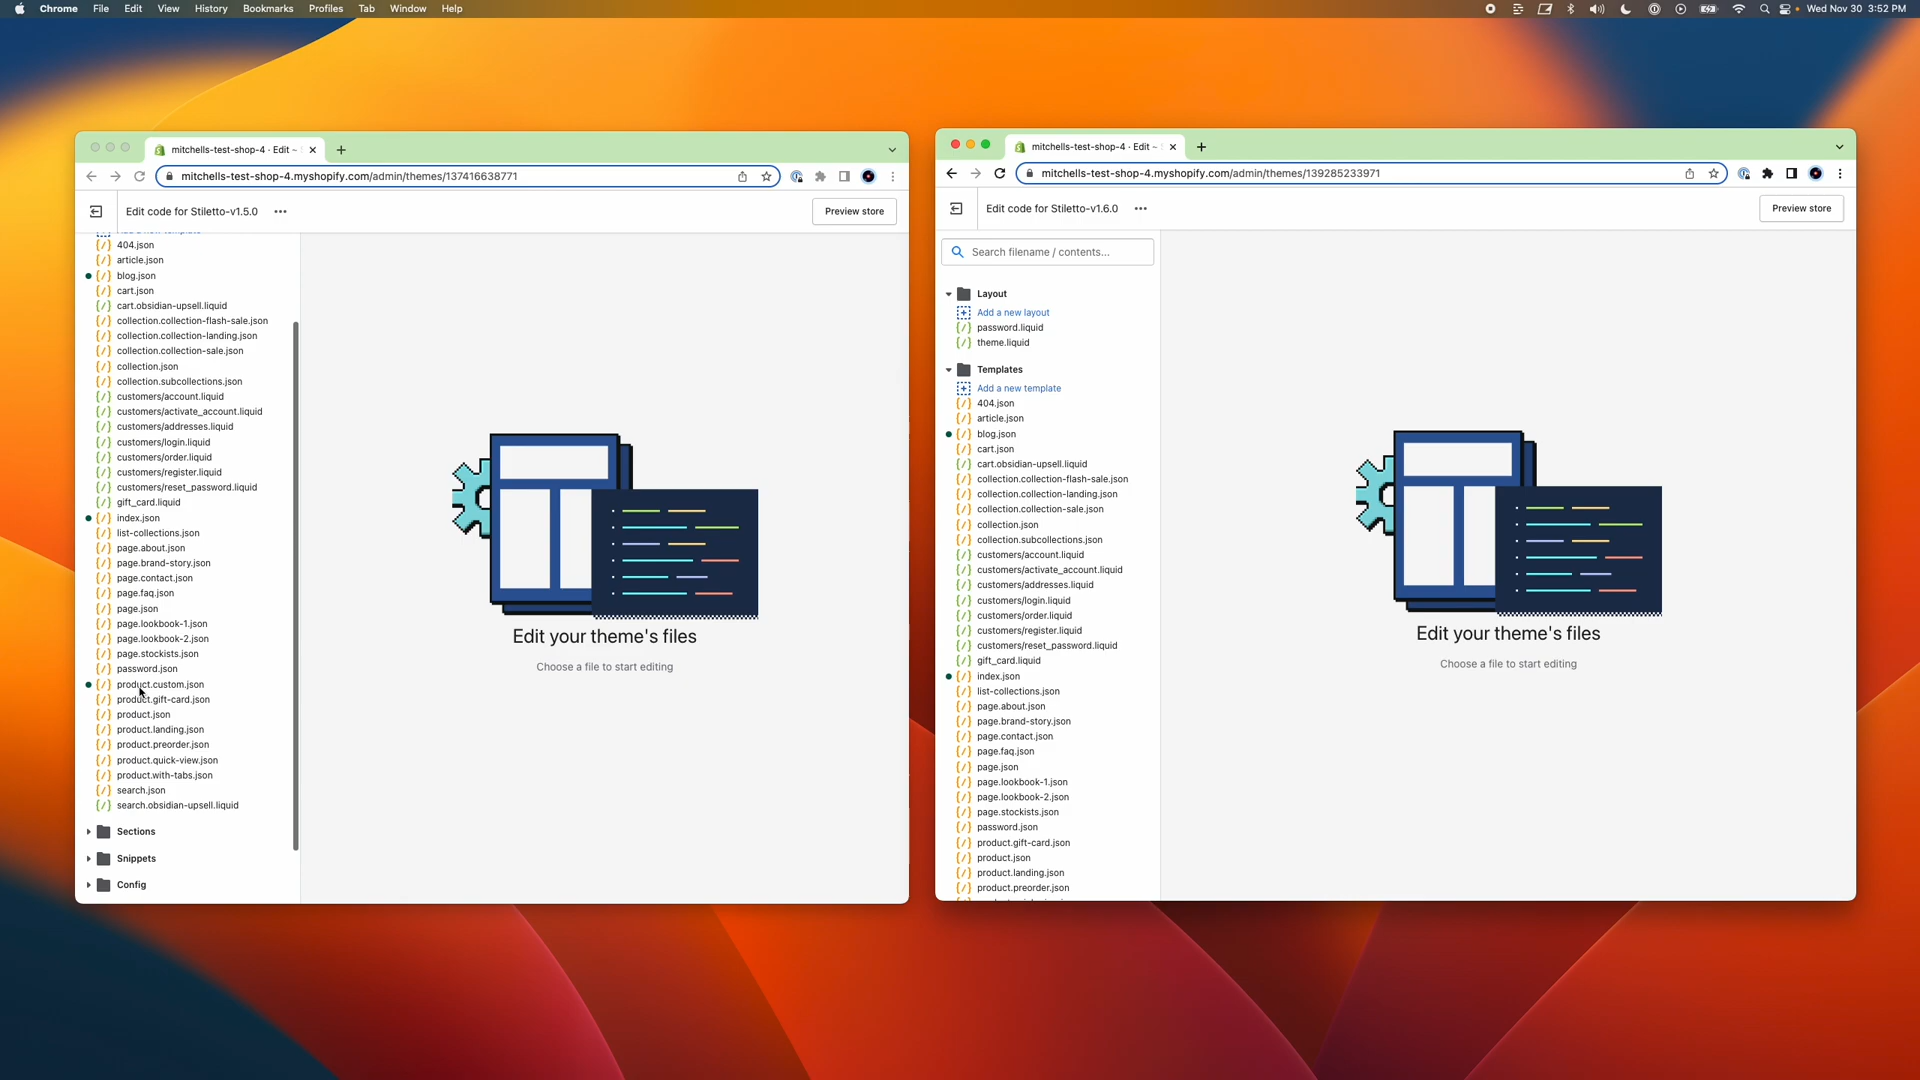 Chrome File Edit View History Bookmarks Profiles Tab Window Help
Wed Nov 30 3:52 PM
mitchells-test-shop-4 · Edit ~
mitchells-test-shop-4.myshopify.com/admin/themes/137416638771
Edit code for Stiletto-v1.5.0
Preview store
404.json
article.json
blog.json
cart.json
cart.obsidian-upsell.liquid
collection.collection-flash-sale.json
collection.collection-landing.json
collection.collection-sale.json
collection.json
collection.subcollections.json
customers/account.liquid
customers/activate_account.liquid
customers/addresses.liquid
customers/login.liquid
customers/order.liquid
customers/register.liquid
customers/reset_password.liquid
gift_card.liquid
index.json
list-collections.json
page.about.json
page.brand-story.json
page.contact.json
page.faq.json
page.json
page.lookbook-1.json
page.lookbook-2.json
page.stockists.json
password.json
product.custom.json
product.gift-card.json
product.json
product.landing.json
product.preorder.json
product.quick-view.json
product.with-tabs.json
search.json
search.obsidian-upsell.liquid
Sections
Snippets
Config
Edit your theme's files
Choose a file to start editing
mitchells-test-shop-4 · Edit ~
mitchells-test-shop-4.myshopify.com/admin/themes/139285233971
Edit code for Stiletto-v1.6.0
Preview store
Search filename / contents...
Layout
Add a new layout
password.liquid
theme.liquid
Templates
Add a new template
404.json
article.json
blog.json
cart.json
cart.obsidian-upsell.liquid
collection.collection-flash-sale.json
collection.collection-landing.json
collection.collection-sale.json
collection.json
collection.subcollections.json
customers/account.liquid
customers/activate_account.liquid
customers/addresses.liquid
customers/login.liquid
customers/order.liquid
customers/register.liquid
customers/reset_password.liquid
gift_card.liquid
index.json
list-collections.json
page.about.json
page.brand-story.json
page.contact.json
page.faq.json
page.json
page.lookbook-1.json
page.lookbook-2.json
page.stockists.json
password.json
product.gift-card.json
product.json
product.landing.json
product.preorder.json
Edit your theme's files
Choose a file to start editing